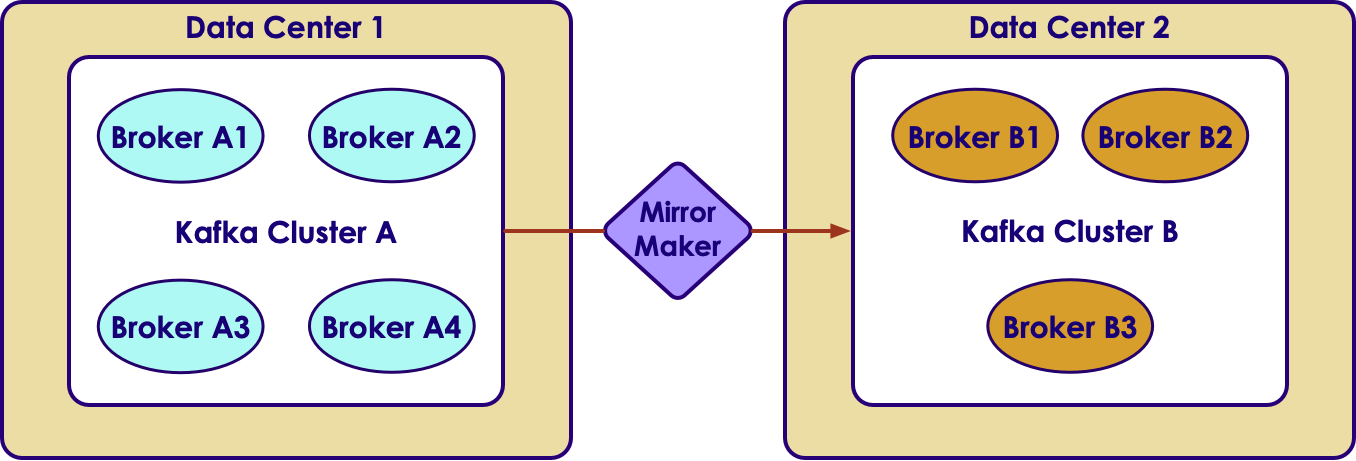 Data Center 1
Broker A1
Broker A2
Kafka Cluster A
Broker A3
Broker A4
Mirror
Maker
Data Center 2
Broker B1
Broker B2
Kafka Cluster B
Broker B3